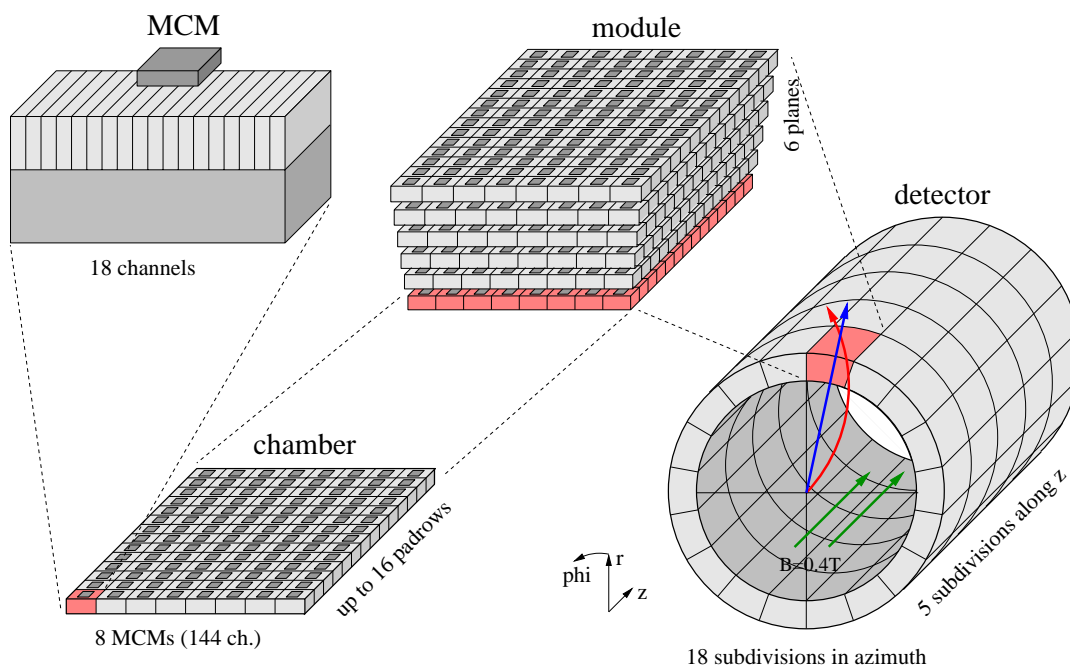 MCM
18 channels
module
6 planes
detector
chamber
up to 16 padrows
8 MCMs (144 ch.)
r
phi
z
B=0.4T
5 subdivisions along z
18 subdivisions in azimuth